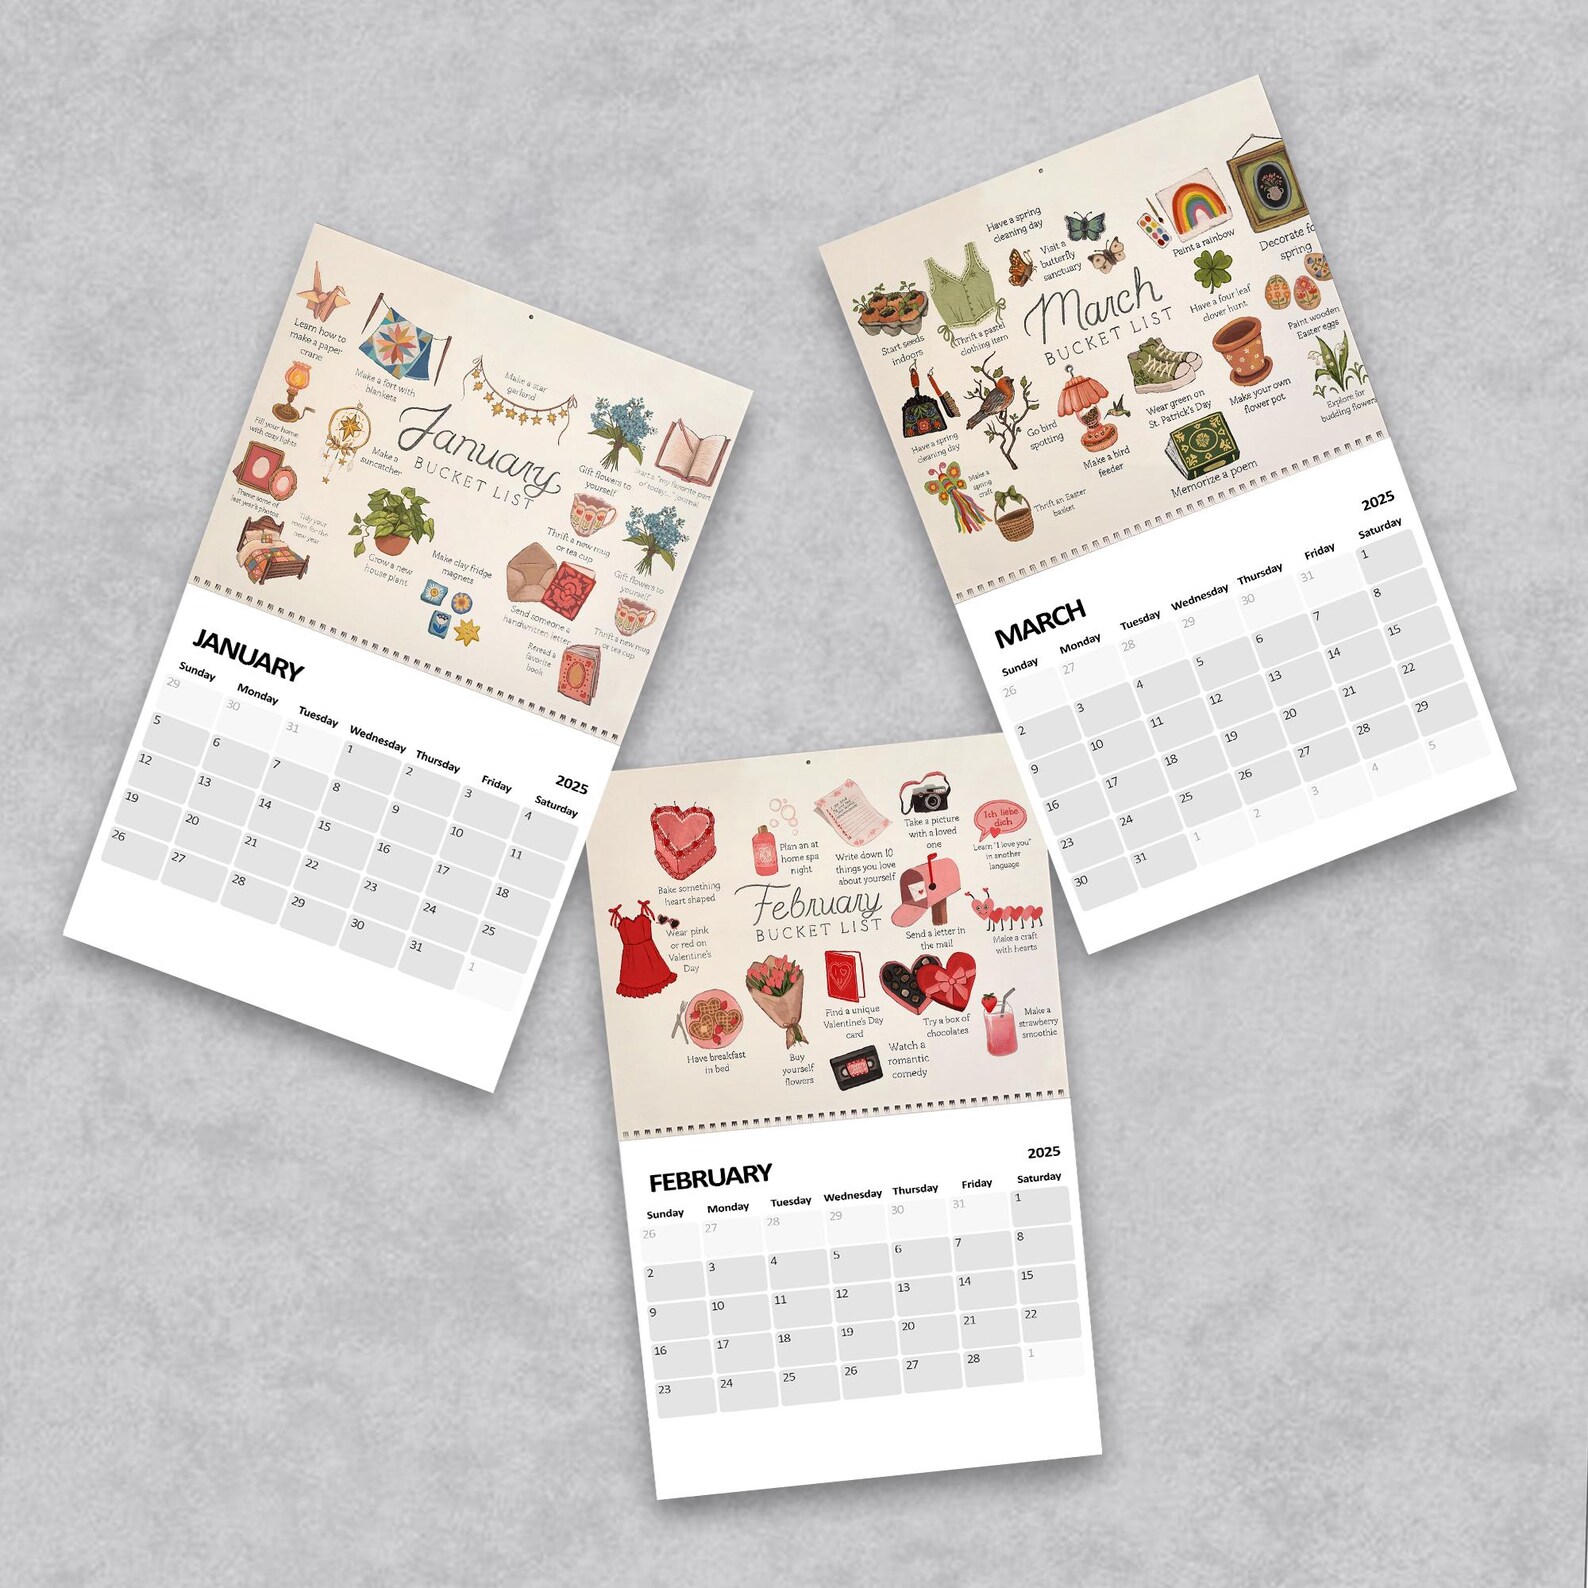 Learn how to
make a paper
crane
Make a fort with
blankets
Make a star
garland
Fill your home
with cozy lights
Make a
suncatcher
January
BUCKET LIST
Gift flowers to
yourself
Start a "my favorite part
of today..." journal
Frame some of
last year's photos
"Tidy your
room for the
new year
Grow a new
house plant
Make clay fridge
magnets
Thrift a new mug
or tea cup
Send someone a
handwritten letter
Gift flowers to
yourself
Thrift a new mug
or tea cup
Reread a
favorite
book
JANUARY
2025
Sunday Monday Tuesday Wednesday Thursday Friday Saturday
29 30 31 1 2 3 4
5 6 7 8 9 10 11
12 13 14 15 16 17 18
19 20 21 22 23 24 25
26 27 28 29 30 31 1
Bake something
heart shaped
Plan an at
home spa
night
Write down 10
things you love
about yourself
Take a picture
with a loved
one
Ich liebe
dich
Learn "I love you"
in another
language
February
BUCKET LIST
Wear pink
or red on
Valentine's
Day
Send a letter in
the mail
Make a craft
with hearts
Have breakfast
in bed
Buy
yourself
flowers
Find a unique
Valentine's Day
card
Try a box of
chocolates
Watch a
romantic
comedy
Make a
strawberry
smoothie
FEBRUARY
2025
Sunday Monday Tuesday Wednesday Thursday Friday Saturday
26 27 28 29 30 31 1
2 3 4 5 6 7 8
9 10 11 12 13 14 15
16 17 18 19 20 21 22
23 24 25 26 27 28 1
Have a spring
cleaning day
Visit a
butterfly
sanctuary
Paint a rainbow
Decorate fo
spring
Start seeds
indoors
Thrift a pastel
clothing item
March
BUCKET LIST
Have a four leaf
clover hunt
Paint wooden
Easter eggs
Have a spring
cleaning day
Go bird
spotting
Make a bird
feeder
Wear green on
St. Patrick's Day
Make your own
flower pot
Explore for
budding flowers
Make a
spring
craft
Thrift an Easter
basket
Memorize a poem
MARCH
2025
Sunday Monday Tuesday Wednesday Thursday Friday Saturday
26 27 28 29 30 31 1
2 3 4 5 6 7 8
9 10 11 12 13 14 15
16 17 18 19 20 21 22
23 24 25 26 27 28 29
30 31 1 2 3 4 5